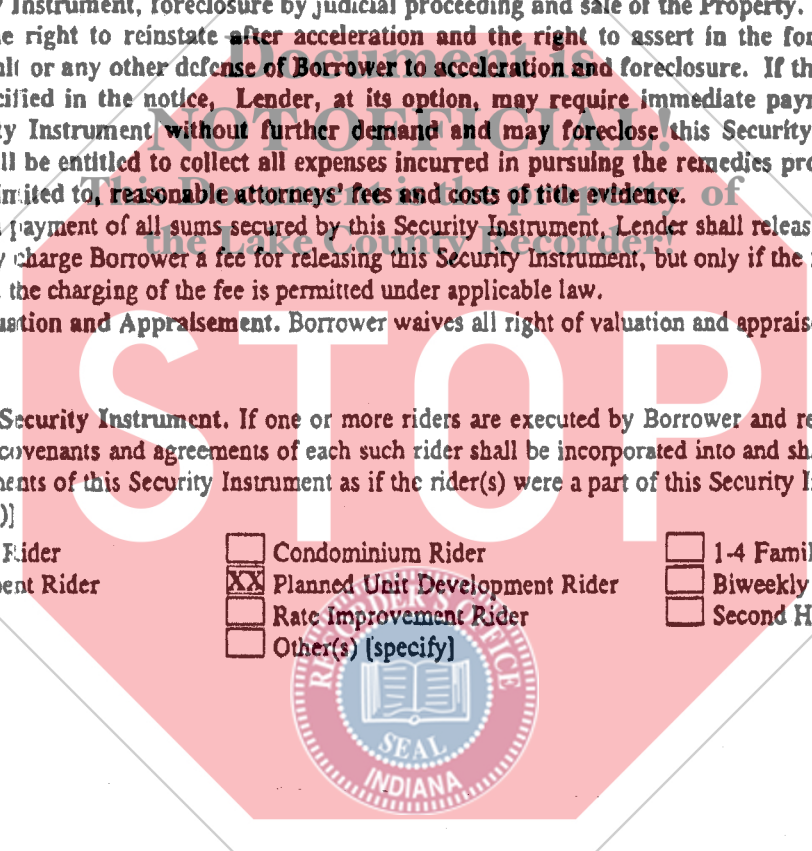 Instrument, foreclosure by judicial proceeding and sale of the Property.
e right to reinstate after acceleration and the right to assert in the for
ult or any other defense of Borrower to acceleration and foreclosure. If th
cified in the notice, Lender, at its option, may require immediate paym
ty Instrument without further demand and may foreclose this Security
ll be entitled to collect all expenses incurred in pursuing the remedies pro
imited to, reasonable attorneys' fees and costs of title evidence.
payment of all sums secured by this Security Instrument, Lender shall releas
y charge Borrower a fee for releasing this Security Instrument, but only if the
the charging of the fee is permitted under applicable law.
uation and Appraisement. Borrower waives all right of valuation and appraise
Security Instrument. If one or more riders are executed by Borrower and re
covenants and agreements of each such rider shall be incorporated into and sh
ents of this Security Instrument as if the rider(s) were a part of this Security I
)]
Rider Condominium Rider 1-4 Famil
ent Rider XX Planned Unit Development Rider Biweekly
Rate Improvement Rider Second H
Other(s) [specify]
Document is
NOT OFFICIAL!
This Document is the property of
the Lake County Recorder!
STOP
RECORDER'S OFFICE
SEAL
INDIANA